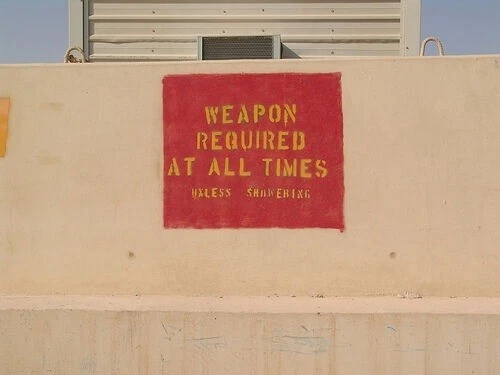 WEAPON
REQUIRED
AT ALL TIMES
UNLESS SHOWERING